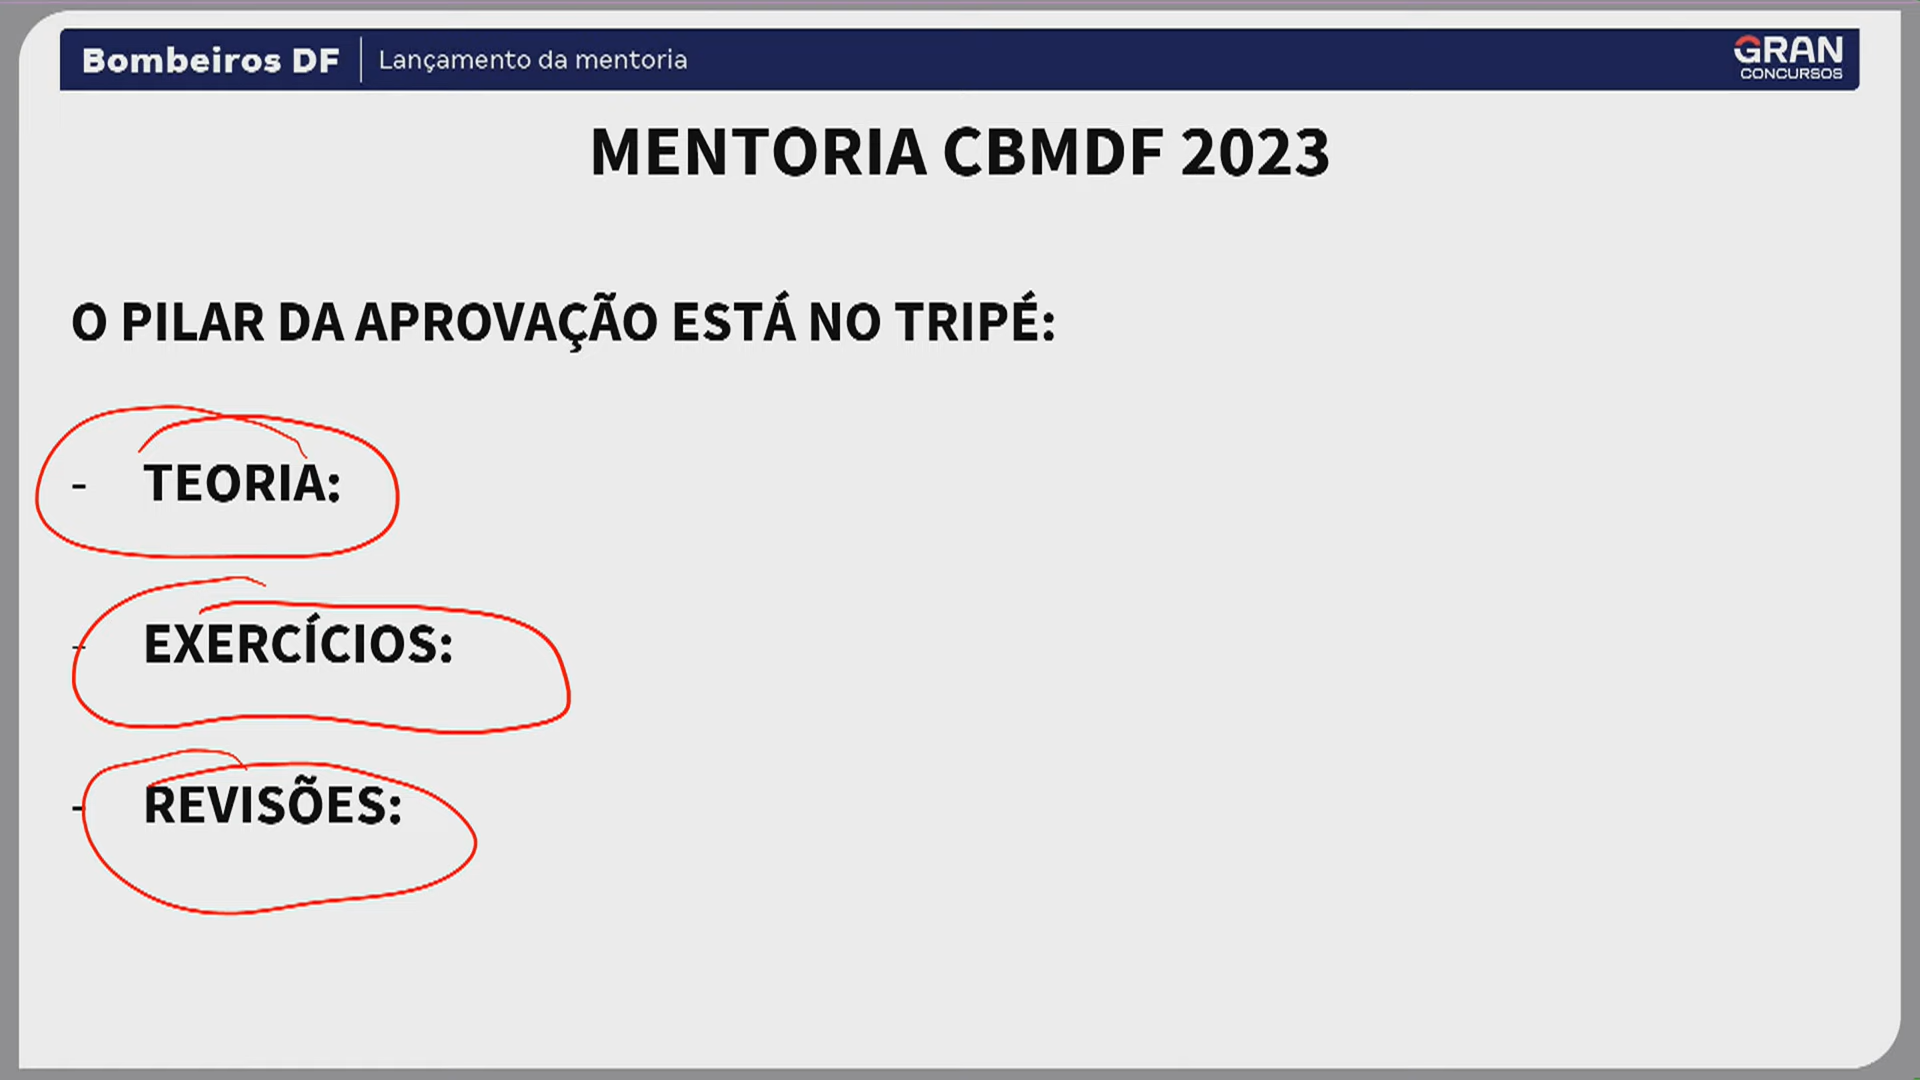 Bombeiros DF
Lançamento da mentoria
GRAN
CONCURSOS
MENTORIA CBMDF 2023
O PILAR DA APROVAÇÃO ESTÁ NO TRIPÉ:
- TEORIA:
- EXERCÍCIOS:
- REVISÕES: